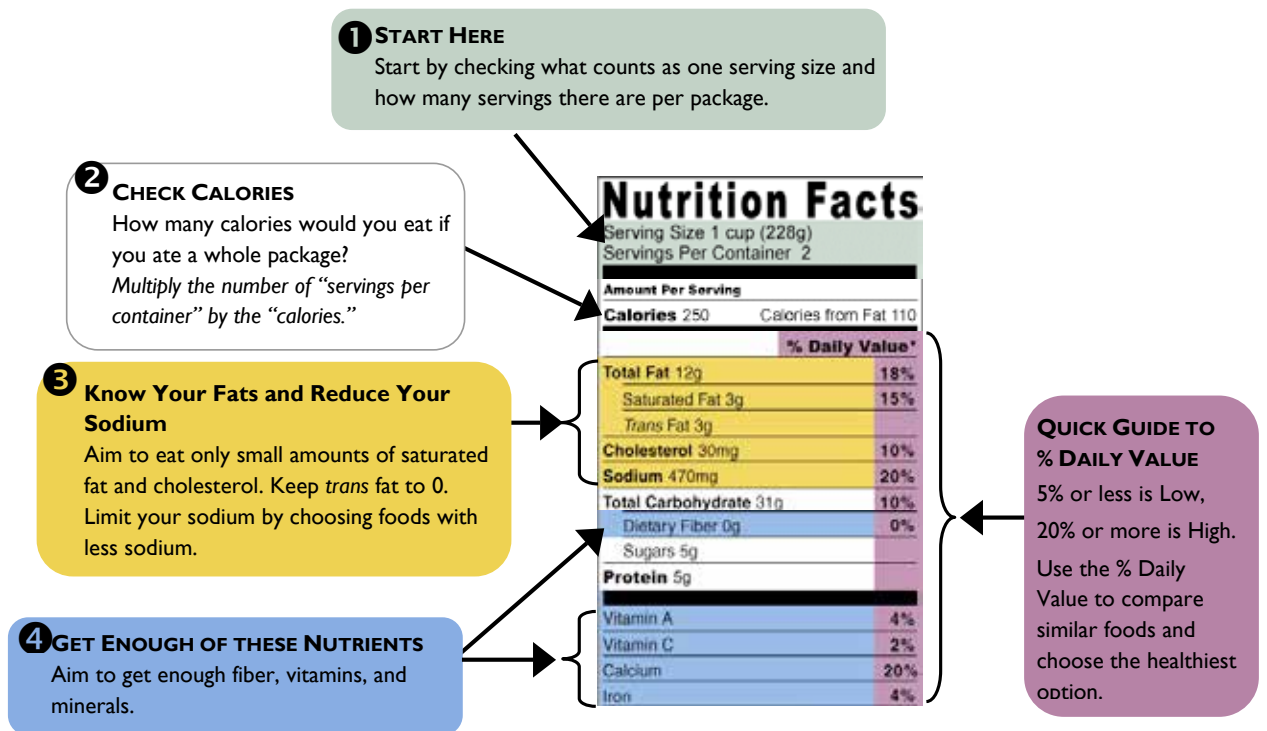 ❶ START HERE
Start by checking what counts as one serving size and
how many servings there are per package.
❷ CHECK CALORIES
How many calories would you eat if
you ate a whole package?
Multiply the number of “servings per
container” by the “calories.”
❸ Know Your Fats and Reduce Your
Sodium
Aim to eat only small amounts of saturated
fat and cholesterol. Keep trans fat to 0.
Limit your sodium by choosing foods with
less sodium.
❹ GET ENOUGH OF THESE NUTRIENTS
Aim to get enough fiber, vitamins, and
minerals.
Nutrition Facts
Serving Size 1 cup (228g)
Servings Per Container 2
Amount Per Serving
Calories 250 Calories from Fat 110
% Daily Value*
Total Fat 12g 18%
Saturated Fat 3g 15%
Trans Fat 3g
Cholesterol 30mg 10%
Sodium 470mg 20%
Total Carbohydrate 31g 10%
Dietary Fiber 0g 0%
Sugars 5g
Protein 5g
Vitamin A 4%
Vitamin C 2%
Calcium 20%
Iron 4%
QUICK GUIDE TO
% DAILY VALUE
5% or less is Low,
20% or more is High.
Use the % Daily
Value to compare
similar foods and
choose the healthiest
option.